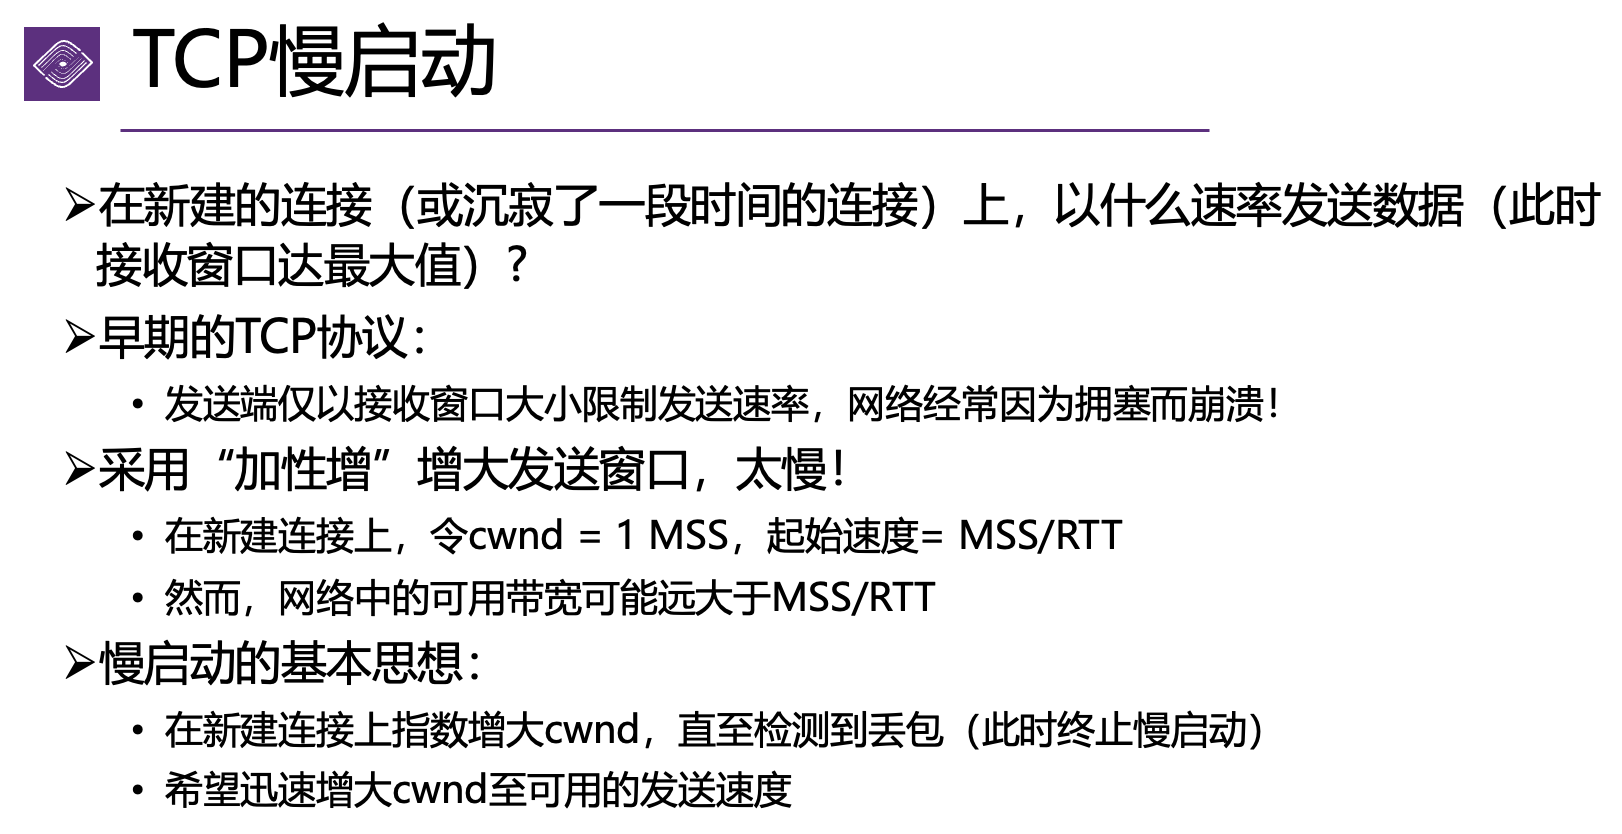 TCP慢启动
➢在新建的连接（或沉寂了一段时间的连接）上，以什么速率发送数据（此时
接收窗口达最大值）?
➢早期的TCP协议：
• 发送端仅以接收窗口大小限制发送速率，网络经常因为拥塞而崩溃！
➢采用“加性增”增大发送窗口，太慢！
• 在新建连接上，令cwnd = 1 MSS，起始速度= MSS/RTT
• 然而，网络中的可用带宽可能远大于MSS/RTT
➢慢启动的基本思想：
• 在新建连接上指数增大cwnd，直至检测到丢包（此时终止慢启动）
• 希望迅速增大cwnd至可用的发送速度